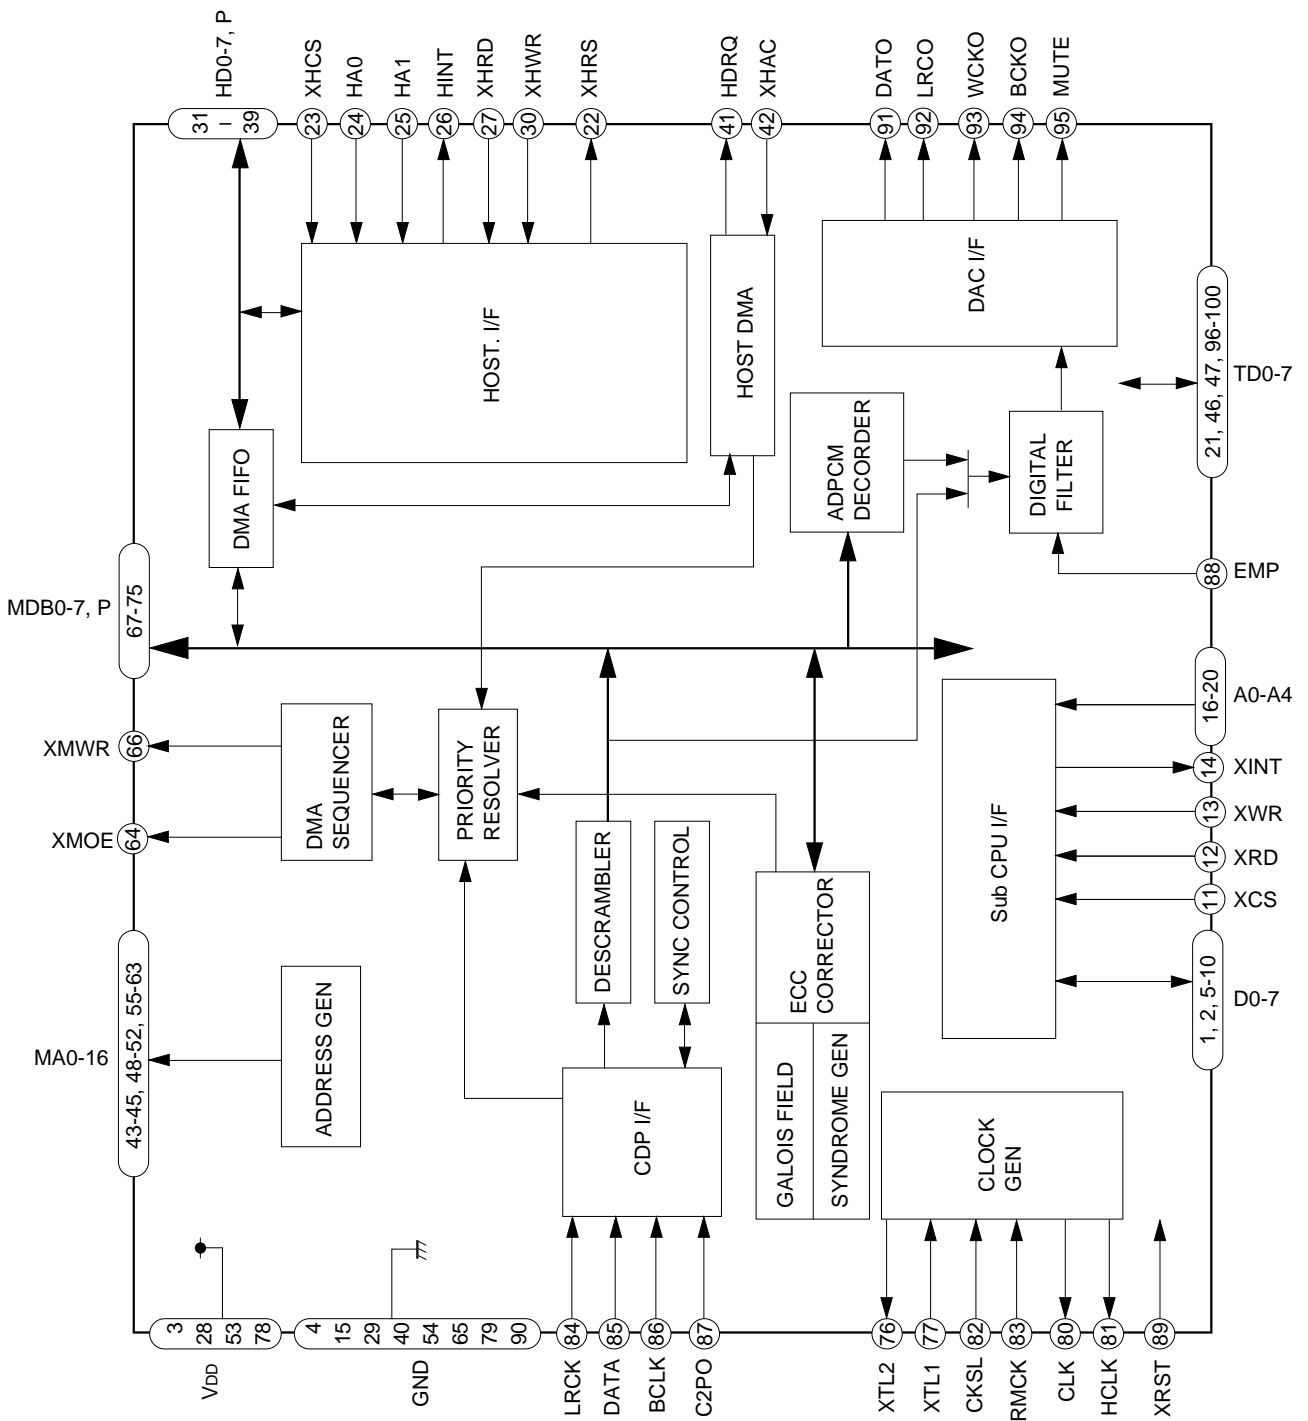 HD0-7, P
31
I
39
XHCS
23
HA0
24
HA1
25
HINT
26
XHRD
27
XHWR
30
XHRS
22
HDRQ
41
XHAC
42
DATO
91
LRCO
92
WCKO
93
BCKO
94
MUTE
95
HOST. I/F
HOST DMA
DAC I/F
DMA FIFO
ADPCM
DECORDER
DIGITAL
FILTER
TD0-7
21, 46, 47, 96-100
EMP
88
MDB0-7, P
67-75
XMWR
66
XMOE
64
MA0-16
43-45, 48-52, 55-63
DMA
SEQUENCER
PRIORITY
RESOLVER
ADDRESS GEN
DESCRAMBLER
SYNC CONTROL
ECC
CORRECTOR
GALOIS FIELD
SYNDROME GEN
CDP I/F
Sub CPU I/F
CLOCK
GEN
A0-A4
16-20
XINT
14
XWR
13
XRD
12
XCS
11
D0-7
1, 2, 5-10
VDD
3
28
53
78
GND
4
15
29
40
54
65
79
90
LRCK
84
DATA
85
BCLK
86
C2PO
87
XTL2
76
XTL1
77
CKSL
82
RMCK
83
CLK
80
HCLK
81
XRST
89